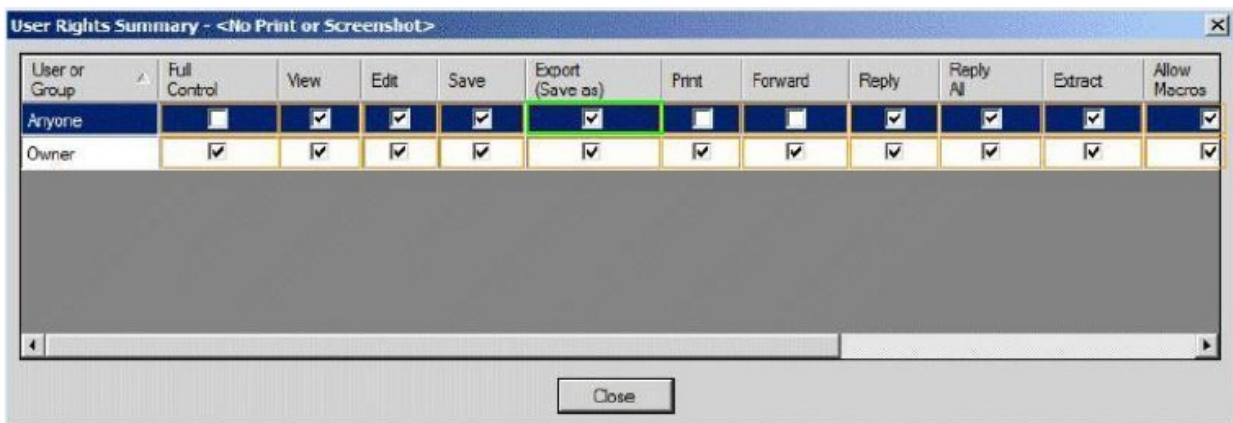 User Rights Summary - <No Print or Screenshot>
User or Group Full Control View Edit Save Export (Save as) Print Forward Reply Reply All Extract Allow Macros
Anyone
Owner
Close